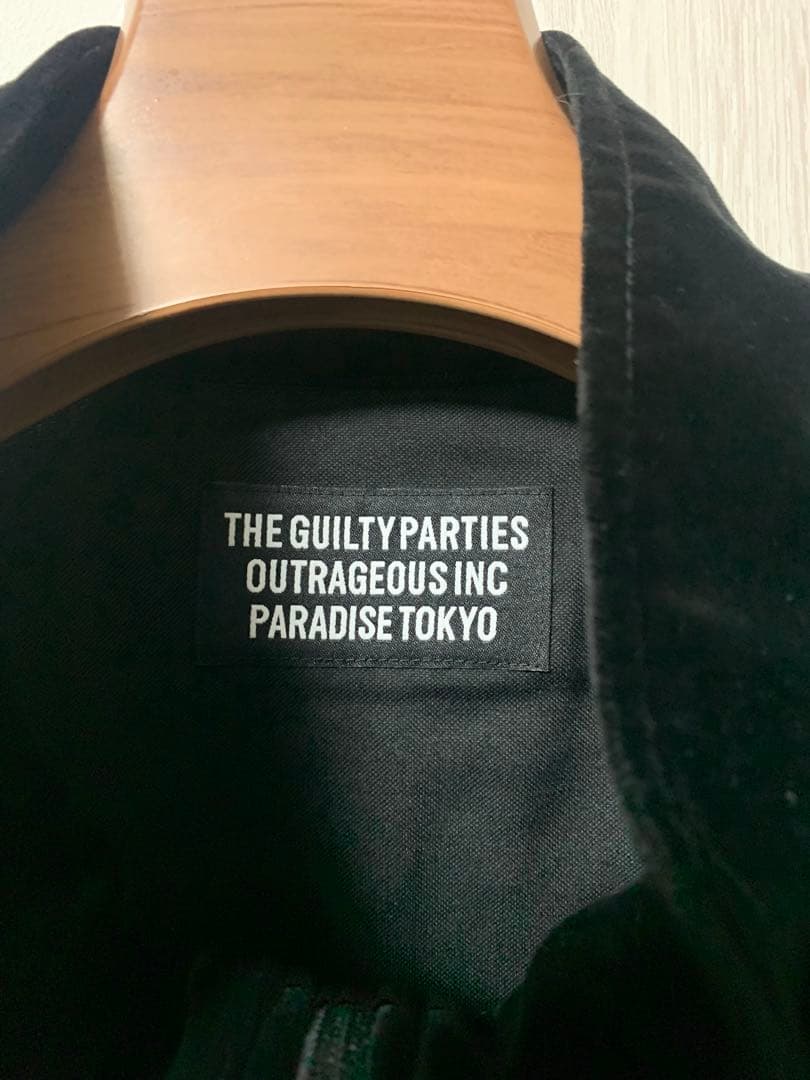 THE GUILTY PARTIES
OUTRAGEOUS INC
PARADISE TOKYO